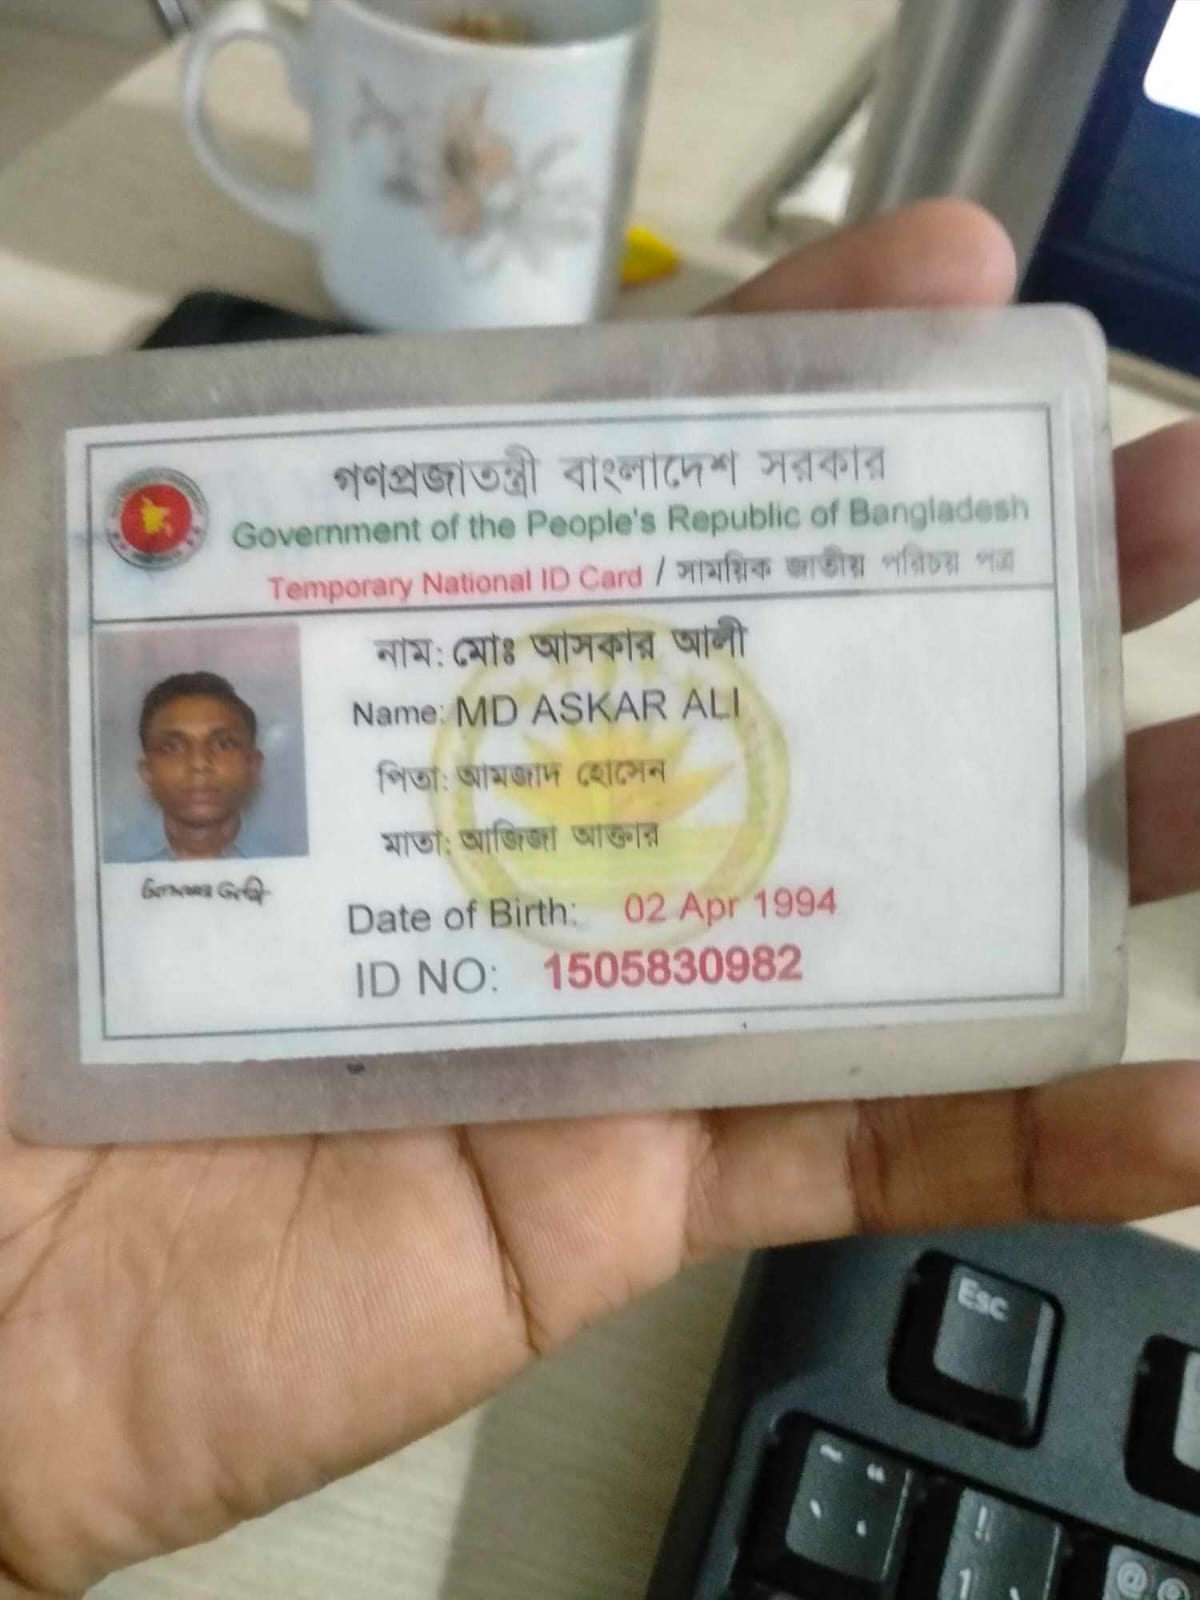 গণপ্রজাতন্ত্রী বাংলাদেশ সরকার
Government of the People's Republic of Bangladesh
Temporary National ID Card / সাময়িক জাতীয় পরিচয় পত্র
নাম: মোঃ আসকার আলী
Name: MD ASKAR ALI
পিতা: আমজাদ হোসেন
মাতা: আজিজা আক্তার
Date of Birth: 02 Apr 1994
ID NO: 1505830982
Esc
~
!
1
@